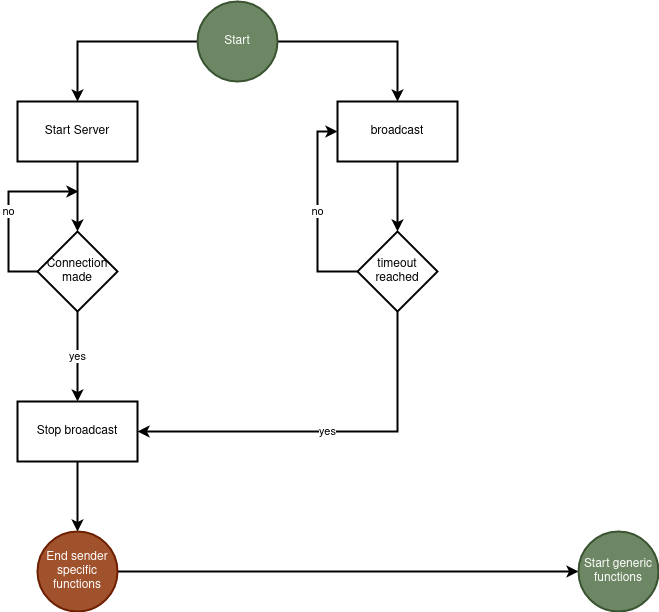 Start
Start Server
broadcast
no
no
Connection
made
timeout
reached
yes
Stop broadcast
yes
End sender
specific
functions
Start generic
functions